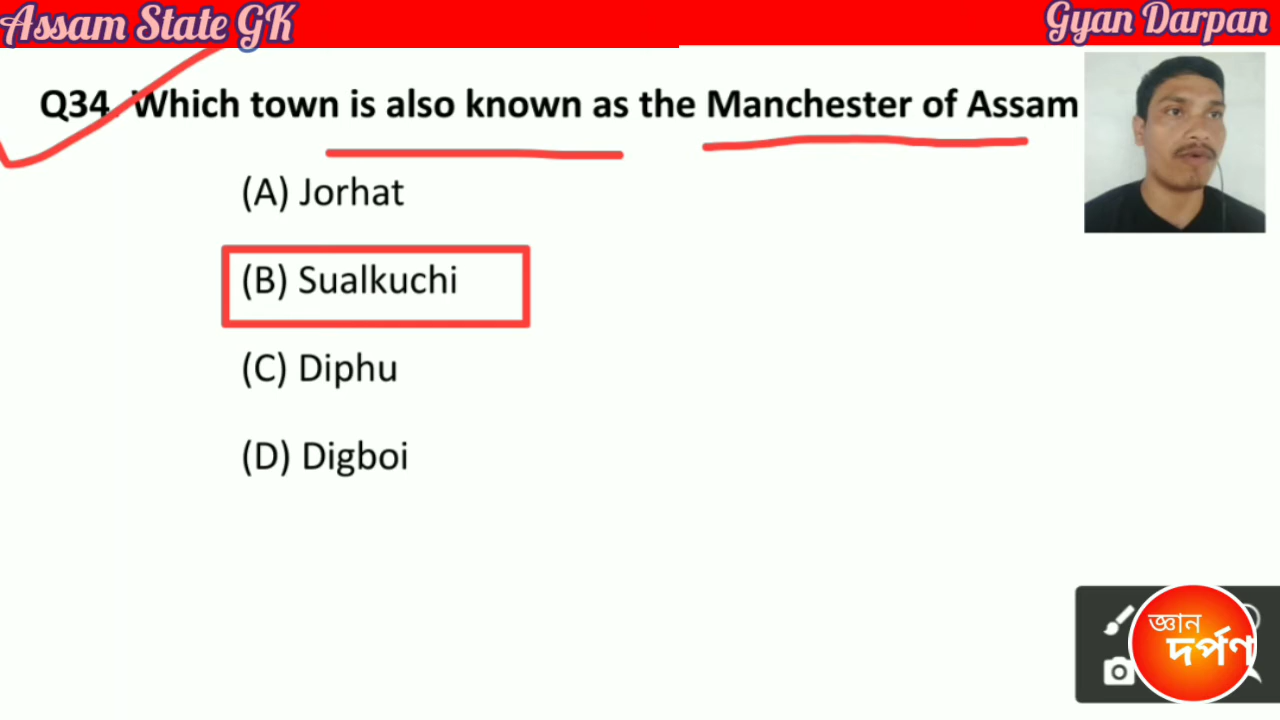 Assam State GK
Gyan Darpan
Q34. Which town is also known as the Manchester of Assam
(A) Jorhat
(B) Sualkuchi
(C) Diphu
(D) Digboi
জ্ঞান
দৰ্পণ